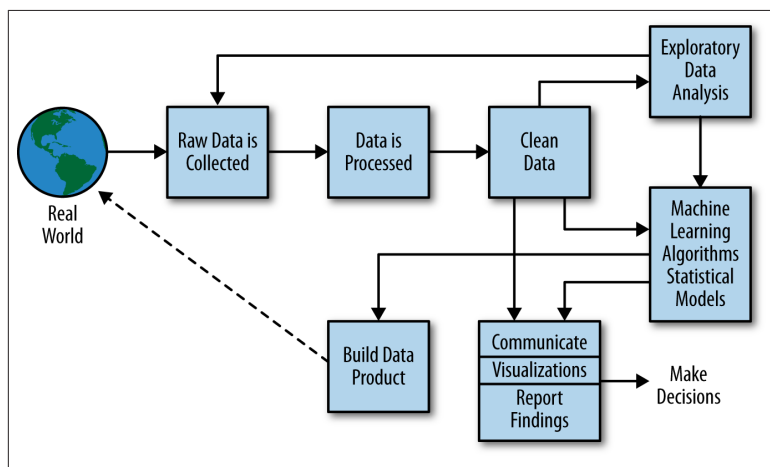 Exploratory
Data
Analysis
Raw Data is
Collected
Data is
Processed
Clean
Data
Real
World
Machine
Learning
Algorithms
Statistical
Models
Build Data
Product
Communicate
Visualizations
Report
Findings
Make
Decisions